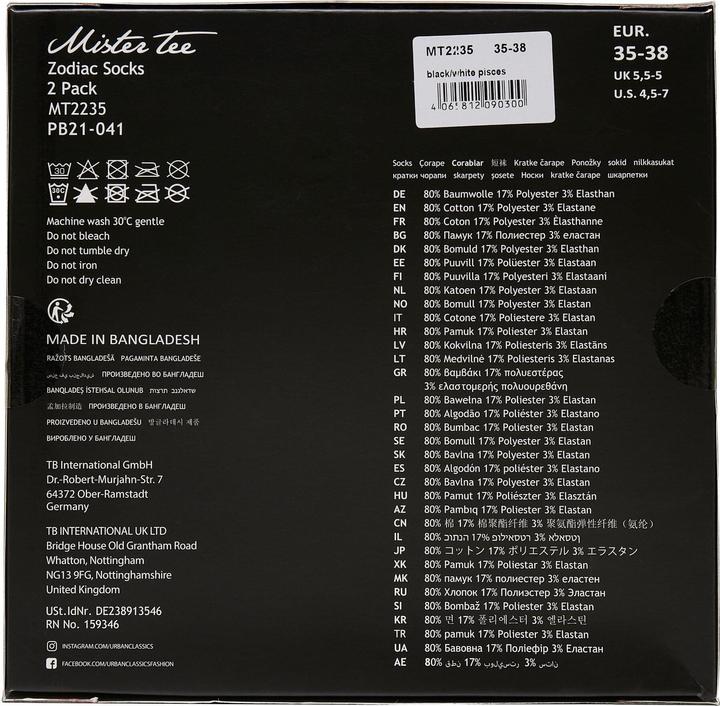 Mister tee
Zodiac Socks
2 Pack
MT2235
PB21-041
30
30°C
Machine wash 30°C gentle
Do not bleach
Do not tumble dry
Do not iron
Do not dry clean
MADE IN BANGLADESH
RAŽOTS BANGLADEŠĀ PAGAMINTA BANGLADEŠE
ПРОИЗВЕДЕНО ВО БАНГЛАДЕШ
BANQLADEŞ İSTEHSAL OLUNUB
孟加拉制造 ПРОИЗВЕДЕНО В БАНГЛАДЕШ
PROIZVEDENO U BANGLADEŠU 방글라데시 제품
ВИРОБЛЕНО У БАНГЛАДЕШ
TB International GmbH
Dr.-Robert-Murjahn-Str. 7
64372 Ober-Ramstadt
Germany
TB INTERNATIONAL UK LTD
Bridge House Old Grantham Road
Whatton, Nottingham
NG13 9FG, Nottinghamshire
United Kingdom
USt.IdNr. DE238913546
RN No. 159346
INSTAGRAM.COM/URBANCLASSICS
FACEBOOK.COM/URBANCLASSICSFASHION
MT2235 35-38
black/white pisces
4 065812 090300
EUR.
35-38
UK 5,5-5
U.S. 4,5-7
Socks Çorape Corablar 短袜 Kratke čarape Ponožky sokid nilkkasukat
кратки чорапи skarpety șosete Носки kratke čarape шкарпетки
DE 80% Baumwolle 17% Polyester 3% Elasthan
EN 80% Cotton 17% Polyester 3% Elastane
FR 80% Coton 17% Polyester 3% Élasthanne
BG 80% Памук 17% Полиестер 3% еластан
DK 80% Bomuld 17% Polyester 3% Elasthan
EE 80% Puuvill 17% Polüester 3% Elastaan
FI 80% Puuvilla 17% Polyesteri 3% Elastaani
NL 80% Katoen 17% Polyester 3% Elastaan
NO 80% Bomull 17% Polyester 3% Elastan
IT 80% Cotone 17% Poliestere 3% Elastan
HR 80% Pamuk 17% Poliester 3% Elastan
LV 80% Kokvilna 17% Poliesteris 3% Elastāns
LT 80% Medvilnė 17% Poliesteris 3% Elastanas
GR 80% Βαμβάκι 17% πολυεστέρας
3% ελαστομερής πολυουρεθάνη
PL 80% Bawełna 17% Poliester 3% Elastan
PT 80% Algodão 17% Poliéster 3% Elastano
RO 80% Bumbac 17% Poliester 3% Elastan
SE 80% Bomull 17% Polyester 3% Elastan
SK 80% Bavlna 17% Polyester 3% Elastan
ES 80% Algodón 17% poliéster 3% Elastano
CZ 80% Bavlna 17% Polyester 3% Elastan
HU 80% Pamut 17% Poliészter 3% Elasztán
AZ 80% Pambıq 17% Poliester 3% Elastan
CN 80% 棉 17% 棉聚酯纤维 3% 聚氨酯弹性纤维（氨纶）
IL 80% כותנה 17% פוליאסטר 3% אלאסטן
JP 80% コットン 17% ポリエステル 3% エラスタン
XK 80% Pamuk 17% Poliestar 3% Elastan
MK 80% памук 17% полиестер 3% еластен
RU 80% Хлопок 17% Полиэстер 3% Эластан
SI 80% Bombaž 17% Poliester 3% Elastan
KR 80% 면 17% 폴리에스터 3% 엘라스틴
TR 80% pamuk 17% Poliester 3% Elastan
UA 80% Бавовна 17% Поліефір 3% Еластан
AE 80% قطن 17% بوليستر 3% ستان